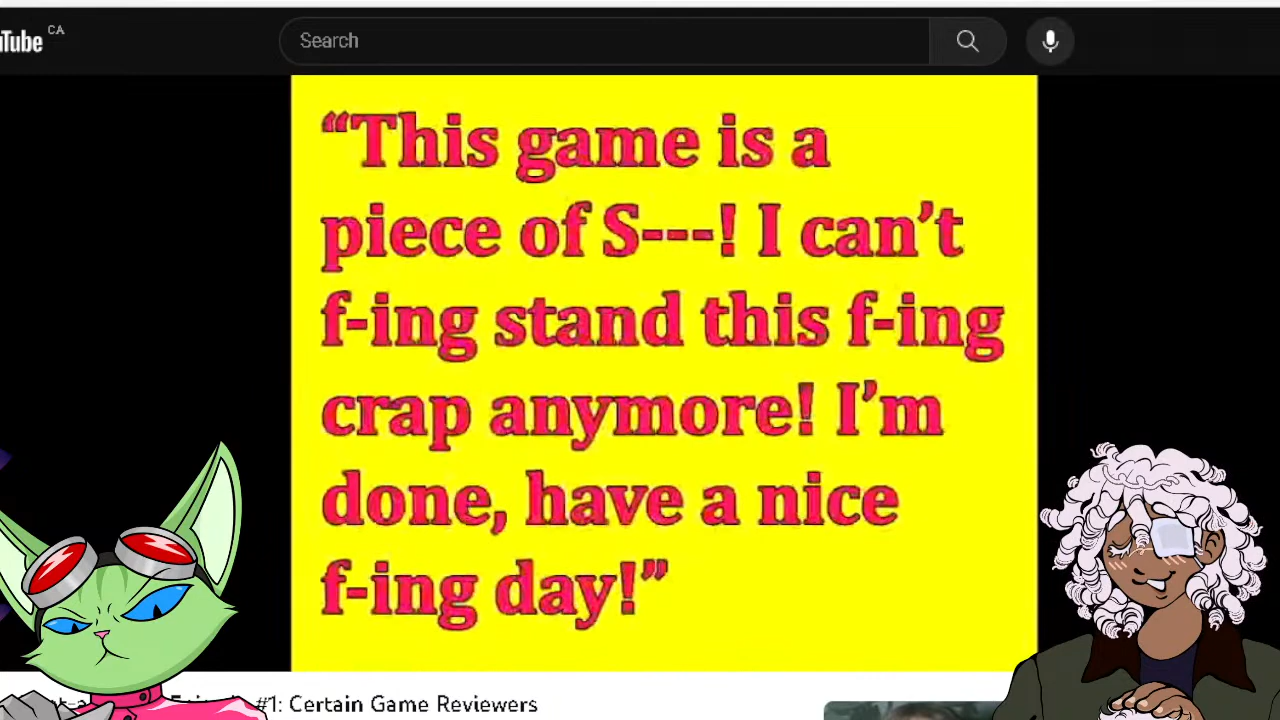 CA
Search
“This game is a
piece of S---! I can’t
f-ing stand this f-ing
crap anymore! I’m
done, have a nice
f-ing day!”
#1: Certain Game Reviewers